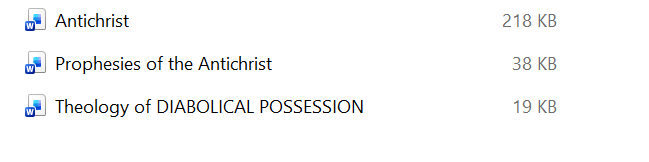 Antichrist 218 KB
Prophesies of the Antichrist 38 KB
Theology of DIABOLICAL POSSESSION 19 KB